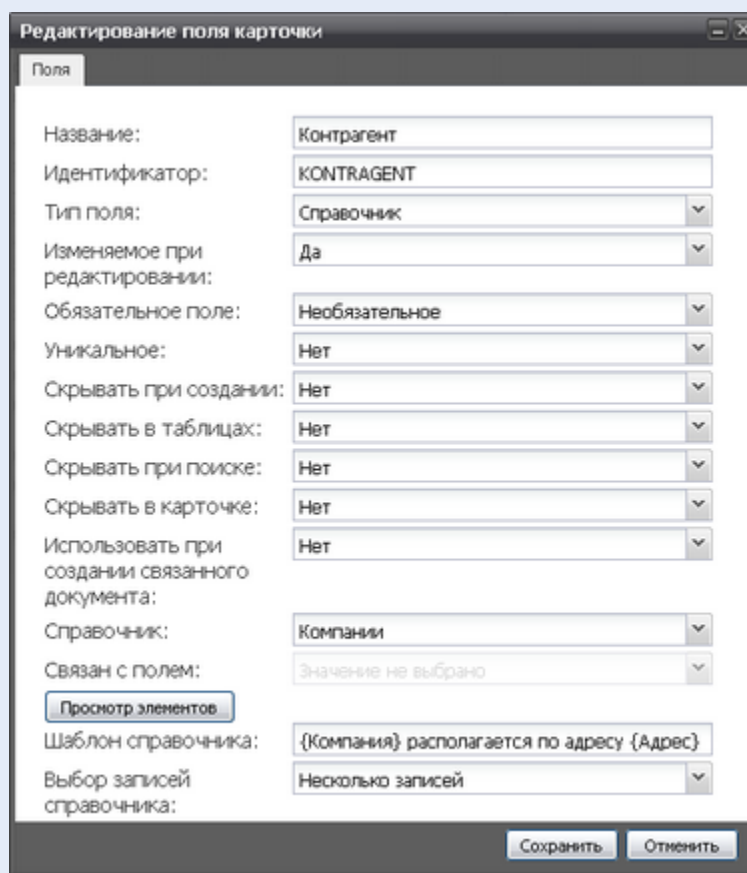 Редактирование поля карточки
Поля
Название: Контрагент
Идентификатор: KONTRAGENT
Тип поля: Справочник
Изменяемое при Да
редактировании:
Обязательное поле: Необязательное
Уникальное: Нет
Скрывать при создании: Нет
Скрывать в таблицах: Нет
Скрывать при поиске: Нет
Скрывать в карточке: Нет
Использовать при Нет
создании связанного
документа:
Справочник: Компании
Связан с полем: Значение не выбрано
Просмотр элементов
Шаблон справочника: {Компания} располагается по адресу {Адрес}
Выбор записей Несколько записей
справочника:
Сохранить Отменить